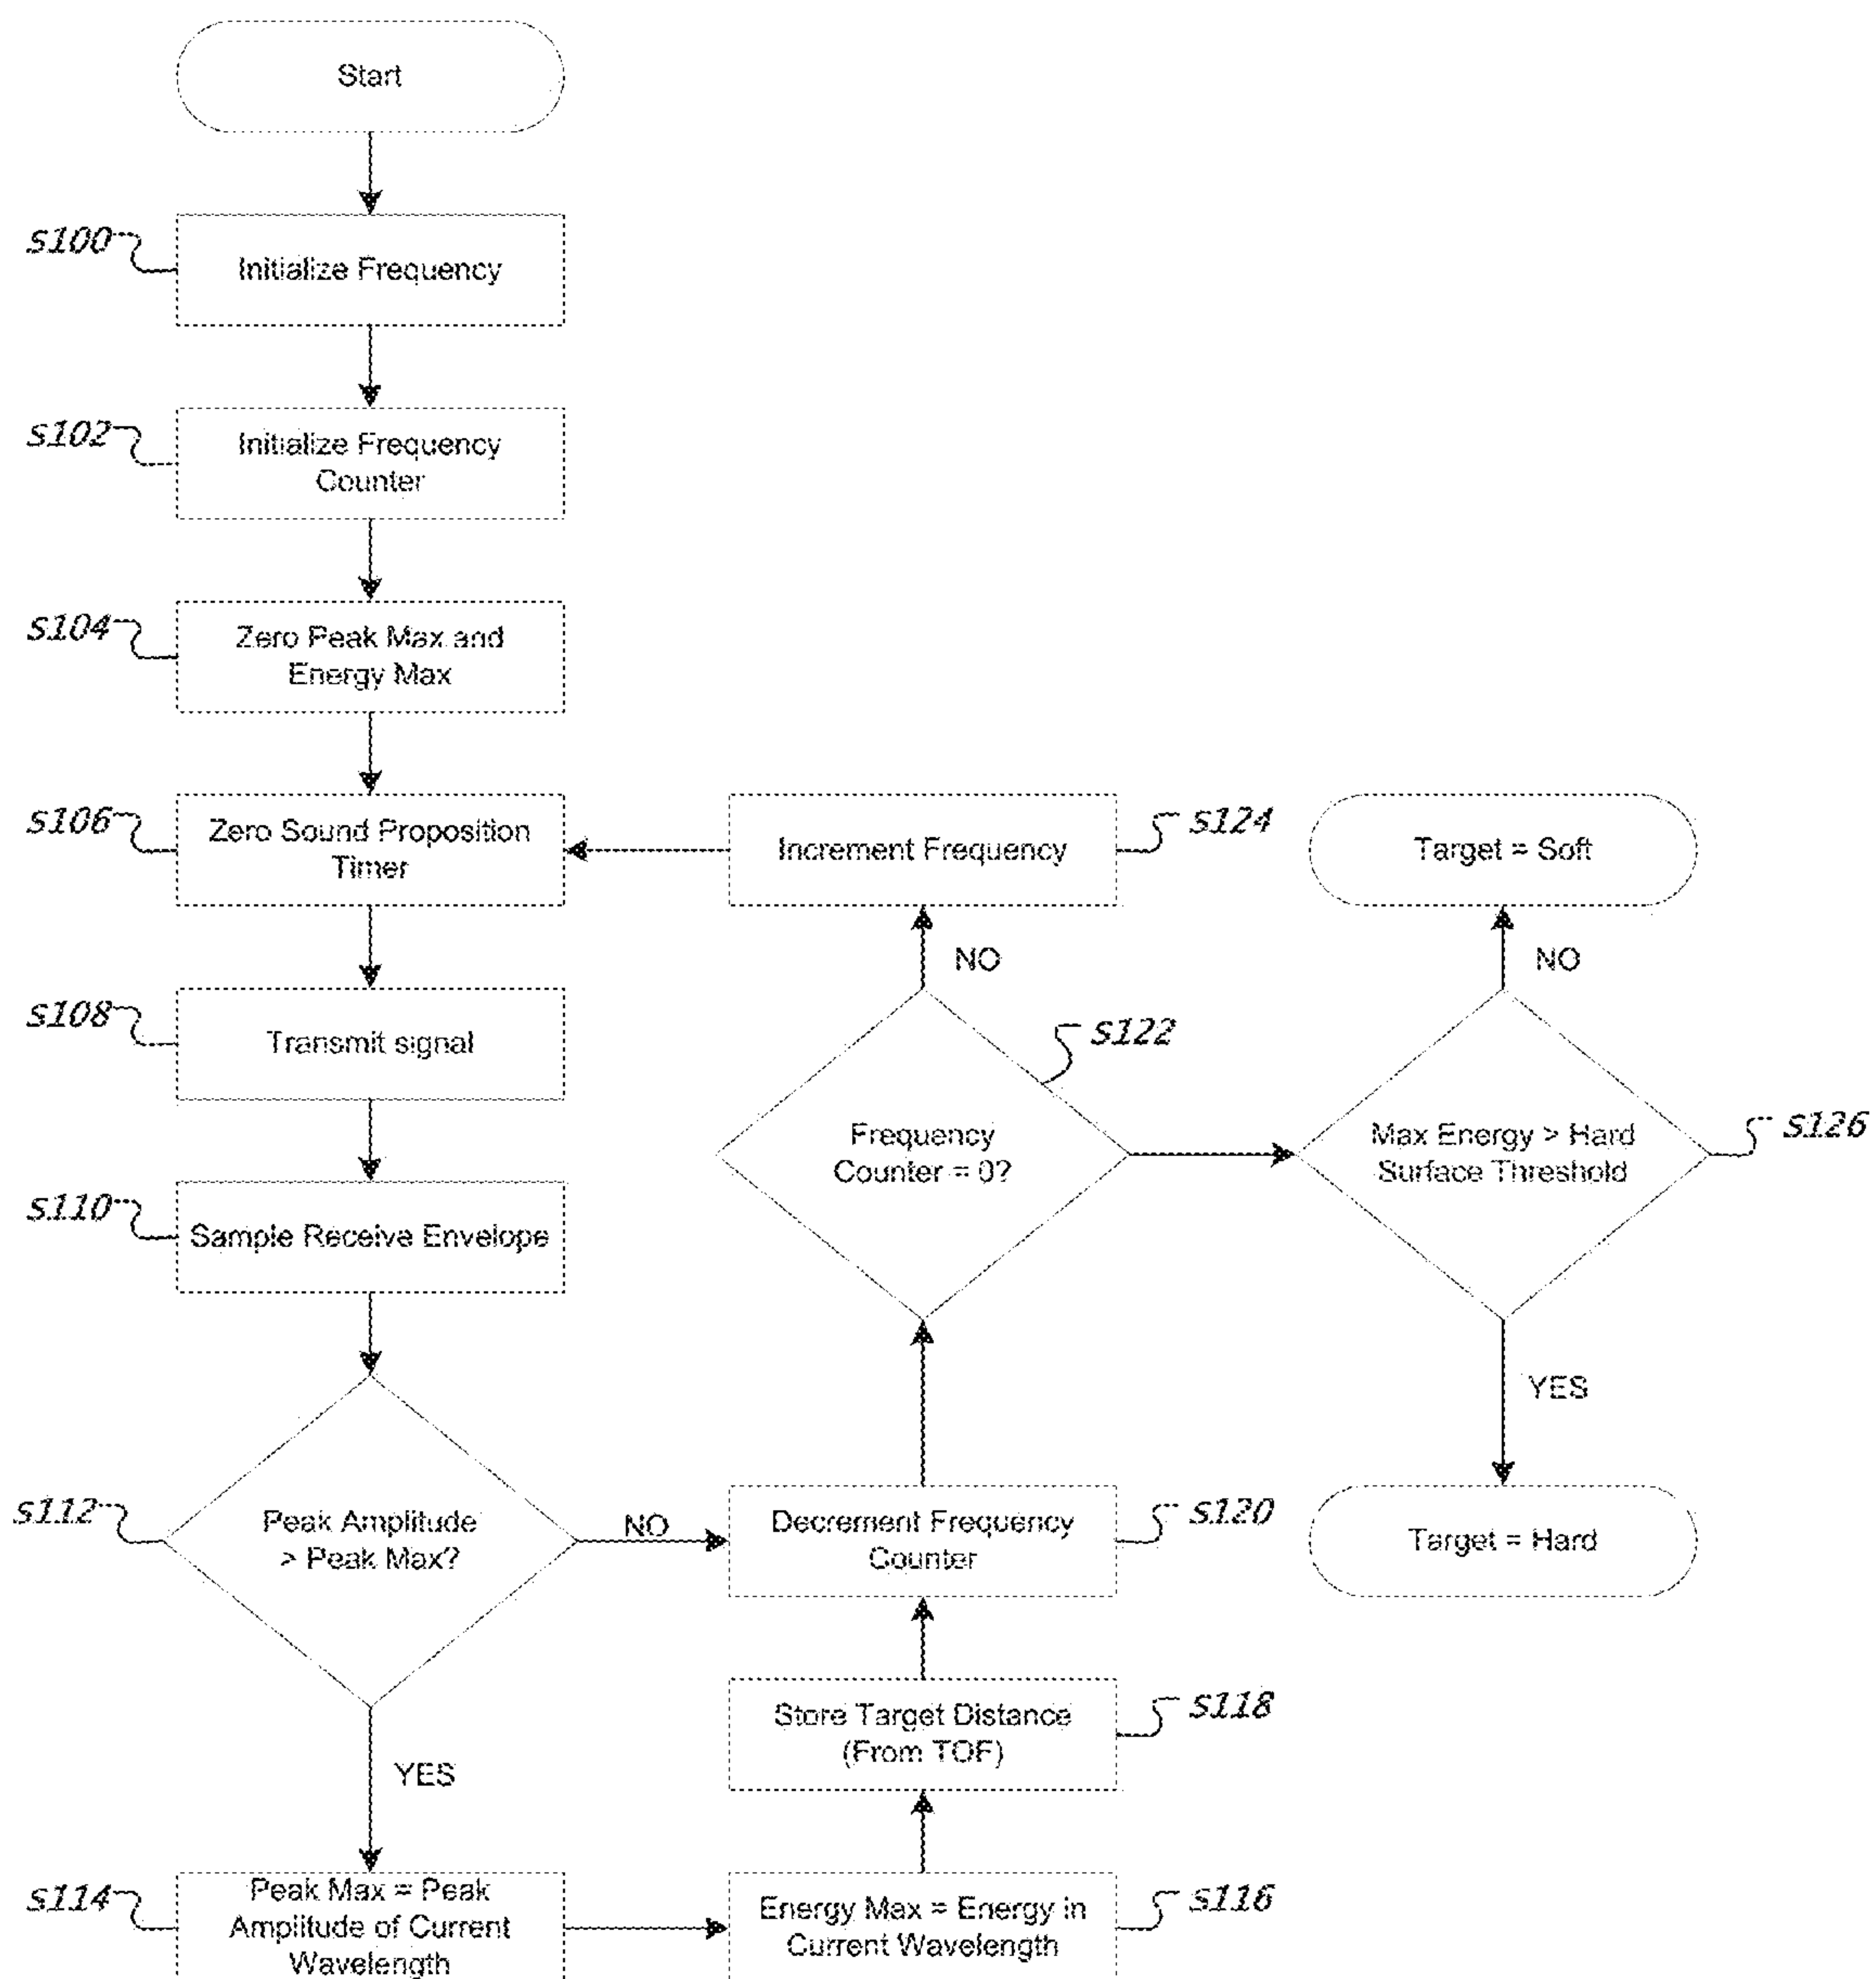 Start
s100
Initialize Frequency
s102
Initialize Frequency
Counter
s104
Zero Peak Max and
Energy Max
s106
Zero Sound Proposition
Timer
Increment Frequency
s124
Target = Soft
NO
NO
s108
Transmit signal
s122
Frequency
Counter = 0?
Max Energy > Hard
Surface Threshold
s126
s110
Sample Receive Envelope
YES
s112
Peak Amplitude
> Peak Max?
NO
Decrement Frequency
Counter
s120
Target = Hard
Store Target Distance
(From TOF)
s118
YES
s114
Peak Max = Peak
Amplitude of Current
Wavelength
Energy Max = Energy in
Current Wavelength
s116